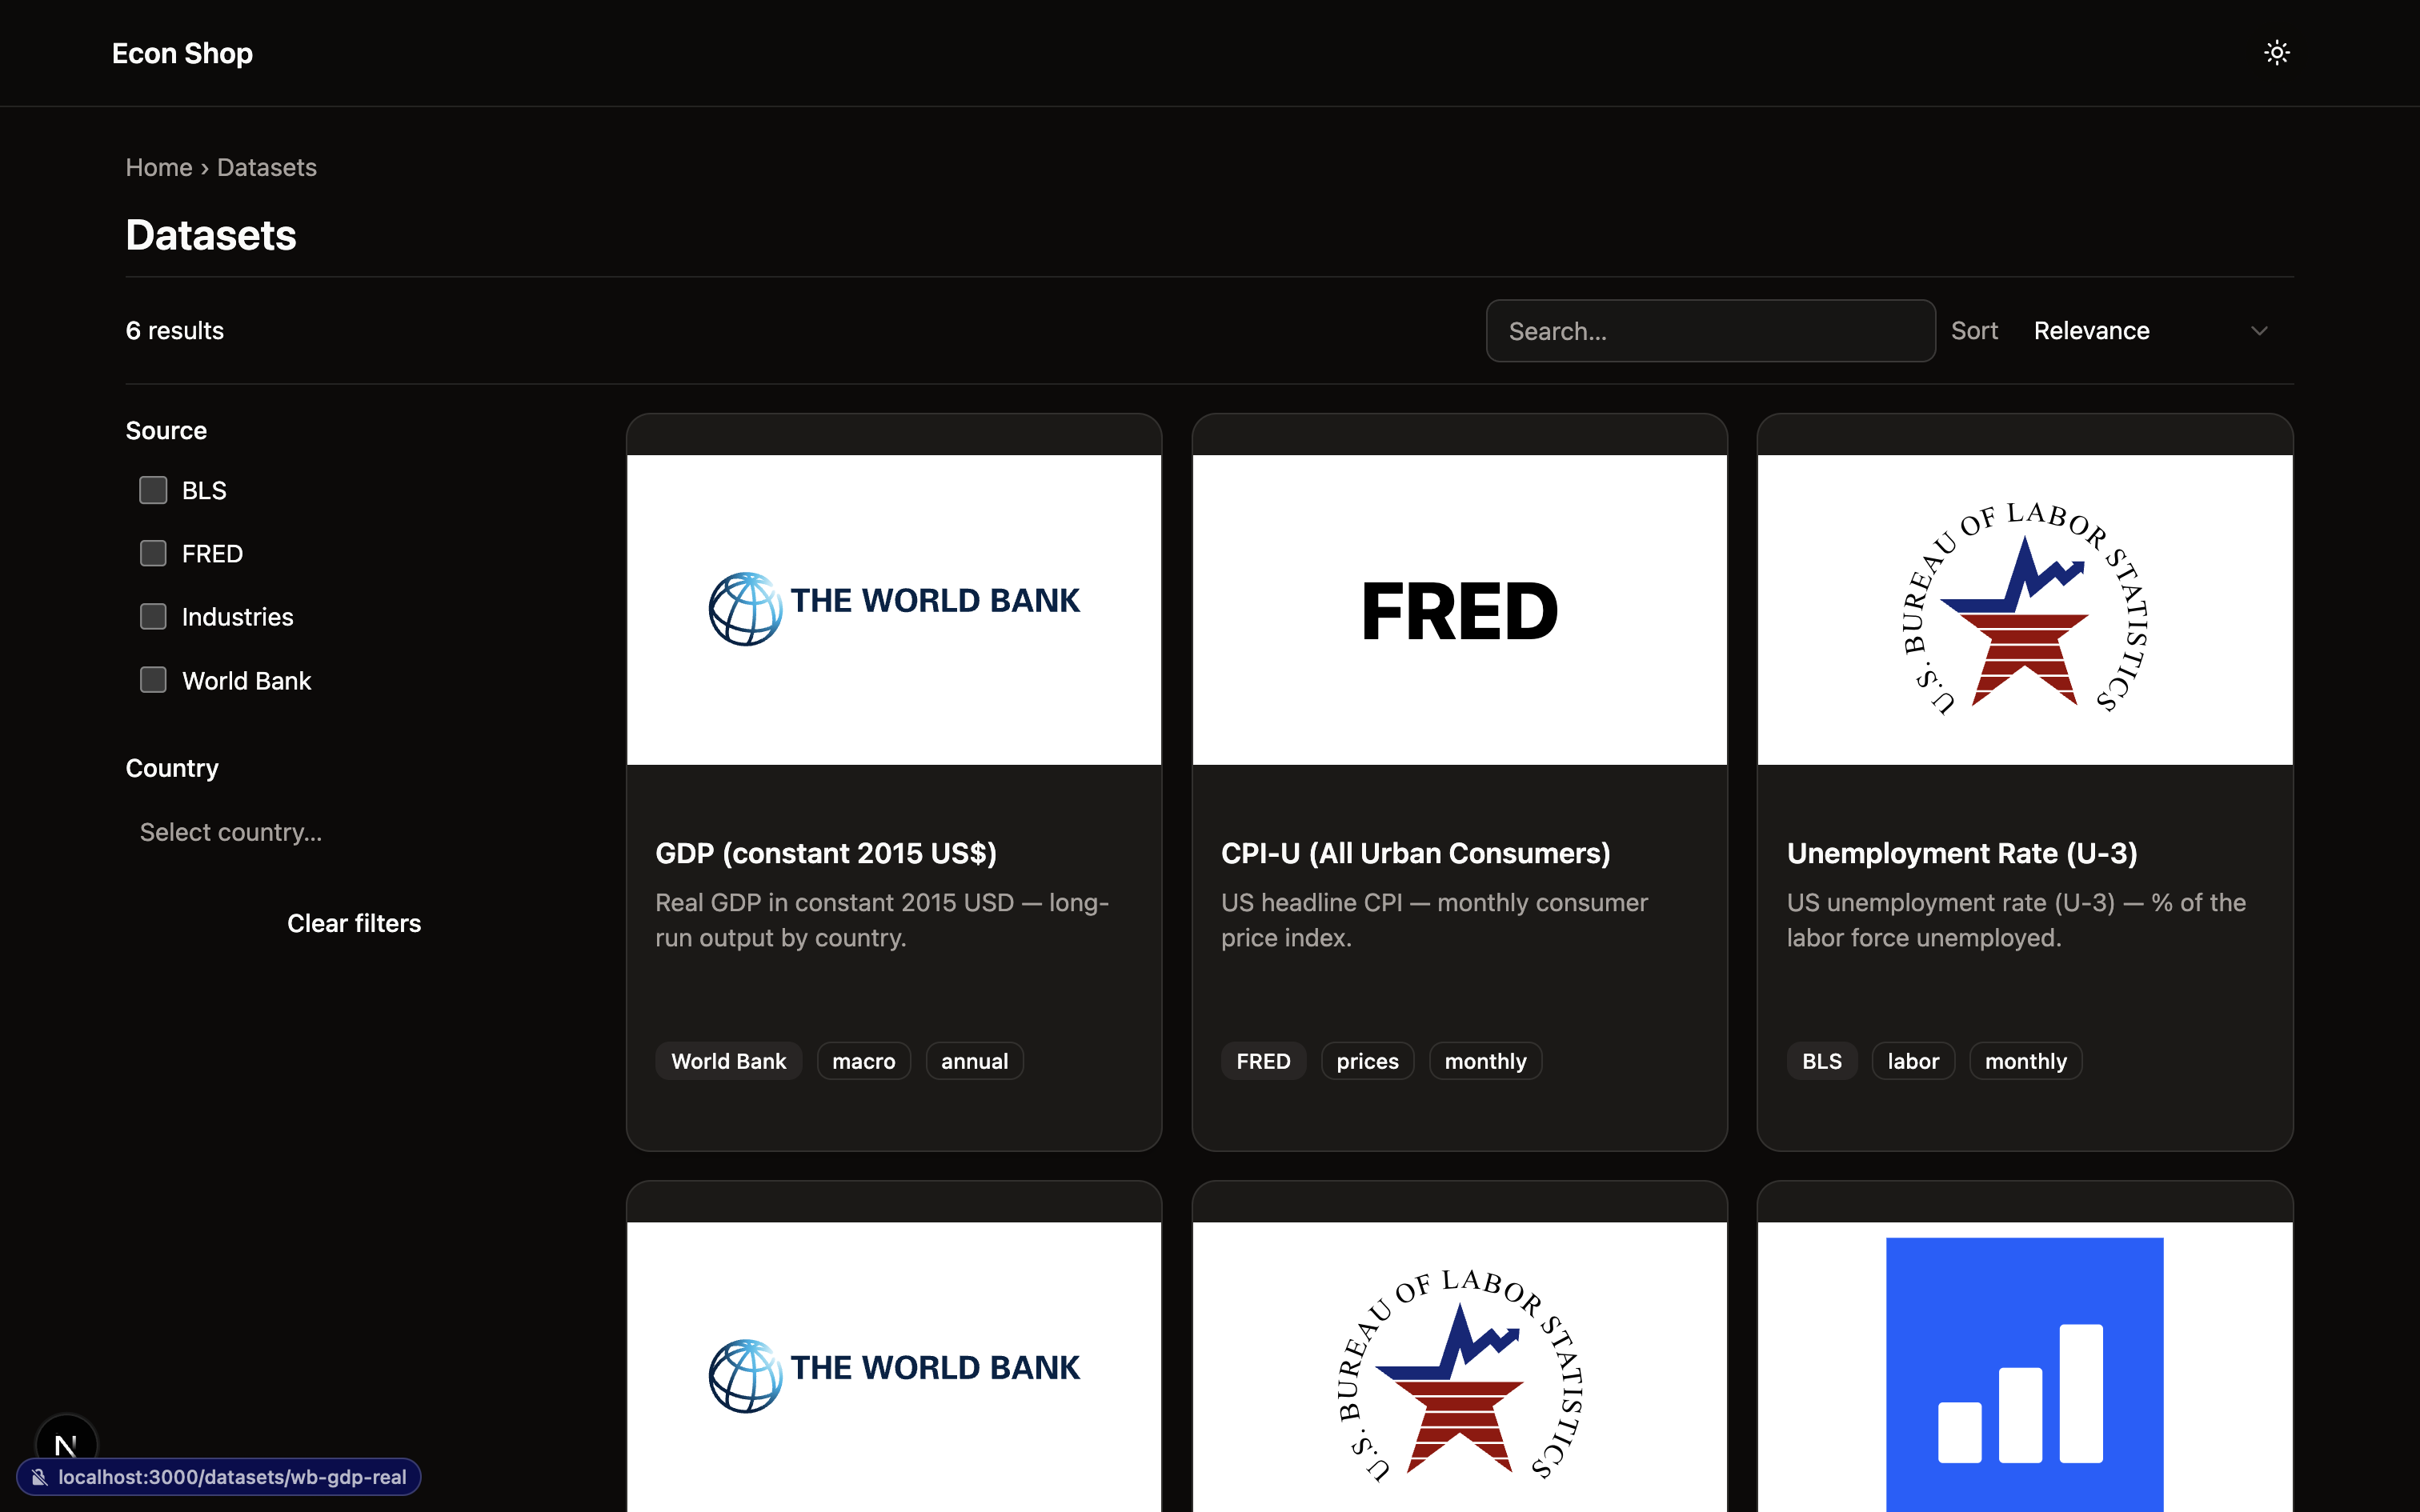 Econ Shop
Home › Datasets
Datasets
6 results
Search...
Sort
Relevance
Source
BLS
FRED
Industries
World Bank
Country
Select country...
Clear filters
THE WORLD BANK
GDP (constant 2015 US$)
Real GDP in constant 2015 USD — long-
run output by country.
World Bank
macro
annual
FRED
CPI-U (All Urban Consumers)
US headline CPI — monthly consumer
price index.
FRED
prices
monthly
U.S. BUREAU OF LABOR STATISTICS
Unemployment Rate (U-3)
US unemployment rate (U-3) — % of the
labor force unemployed.
BLS
labor
monthly
THE WORLD BANK
U.S. BUREAU OF LABOR STATISTICS
N
localhost:3000/datasets/wb-gdp-real